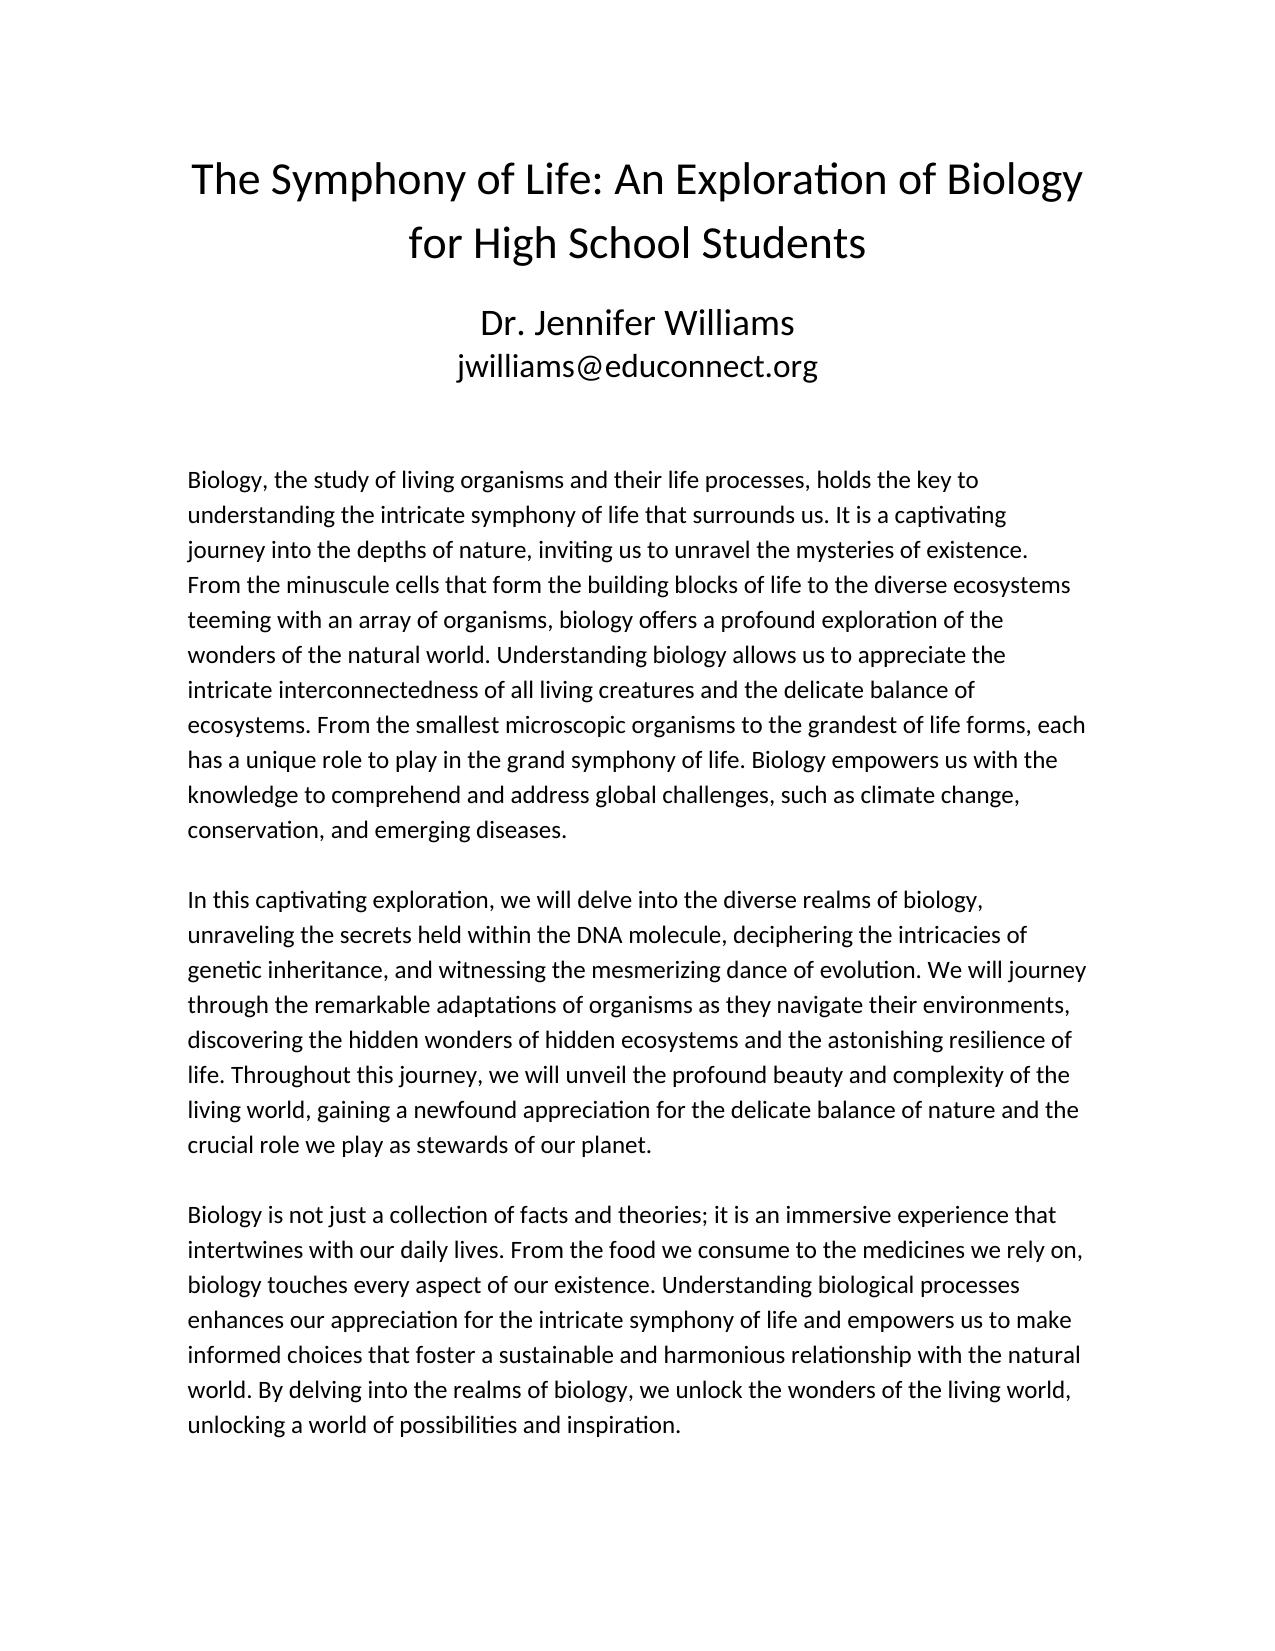 The Symphony of Life: An Exploration of Biology
for High School Students
Dr. Jennifer Williams
jwilliams@educonnect.org
Biology, the study of living organisms and their life processes, holds the key to
understanding the intricate symphony of life that surrounds us. It is a captivating
journey into the depths of nature, inviting us to unravel the mysteries of existence.
From the minuscule cells that form the building blocks of life to the diverse ecosystems
teeming with an array of organisms, biology offers a profound exploration of the
wonders of the natural world. Understanding biology allows us to appreciate the
intricate interconnectedness of all living creatures and the delicate balance of
ecosystems. From the smallest microscopic organisms to the grandest of life forms, each
has a unique role to play in the grand symphony of life. Biology empowers us with the
knowledge to comprehend and address global challenges, such as climate change,
conservation, and emerging diseases.
In this captivating exploration, we will delve into the diverse realms of biology,
unraveling the secrets held within the DNA molecule, deciphering the intricacies of
genetic inheritance, and witnessing the mesmerizing dance of evolution. We will journey
through the remarkable adaptations of organisms as they navigate their environments,
discovering the hidden wonders of hidden ecosystems and the astonishing resilience of
life. Throughout this journey, we will unveil the profound beauty and complexity of the
living world, gaining a newfound appreciation for the delicate balance of nature and the
crucial role we play as stewards of our planet.
Biology is not just a collection of facts and theories; it is an immersive experience that
intertwines with our daily lives. From the food we consume to the medicines we rely on,
biology touches every aspect of our existence. Understanding biological processes
enhances our appreciation for the intricate symphony of life and empowers us to make
informed choices that foster a sustainable and harmonious relationship with the natural
world. By delving into the realms of biology, we unlock the wonders of the living world,
unlocking a world of possibilities and inspiration.